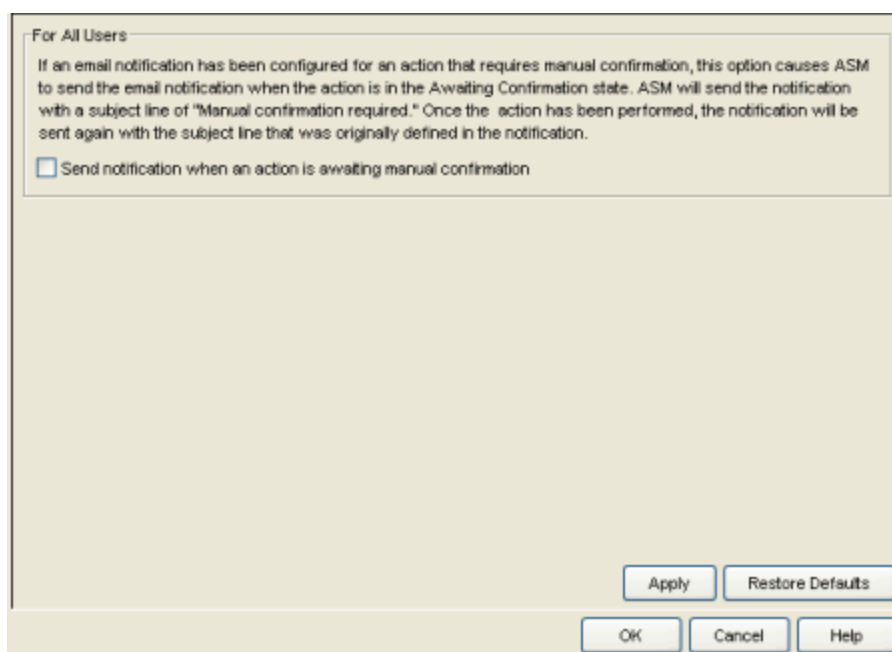 For All Users
If an email notification has been configured for an action that requires manual confirmation, this option causes ASM
to send the email notification when the action is in the Awaiting Confirmation state. ASM will send the notification
with a subject line of "Manual confirmation required." Once the action has been performed, the notification will be
sent again with the subject line that was originally defined in the notification.
Send notification when an action is awaiting manual confirmation
Apply Restore Defaults
OK Cancel Help